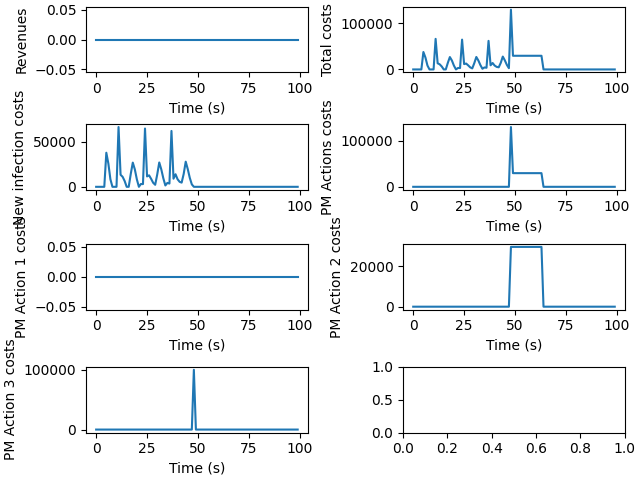 Revenues
0.05
0.00
−0.05
0 25 50 75 100
Time (s)
Total costs
100000
0
0 25 50 75 100
Time (s)
New infection costs
50000
0
0 25 50 75 100
Time (s)
PM Actions costs
100000
0
0 25 50 75 100
Time (s)
PM Action 1 costs
0.05
0.00
−0.05
0 25 50 75 100
Time (s)
PM Action 2 costs
20000
0
0 25 50 75 100
Time (s)
PM Action 3 costs
100000
0
0 25 50 75 100
Time (s)
1.0
0.5
0.0
0.0 0.2 0.4 0.6 0.8 1.0